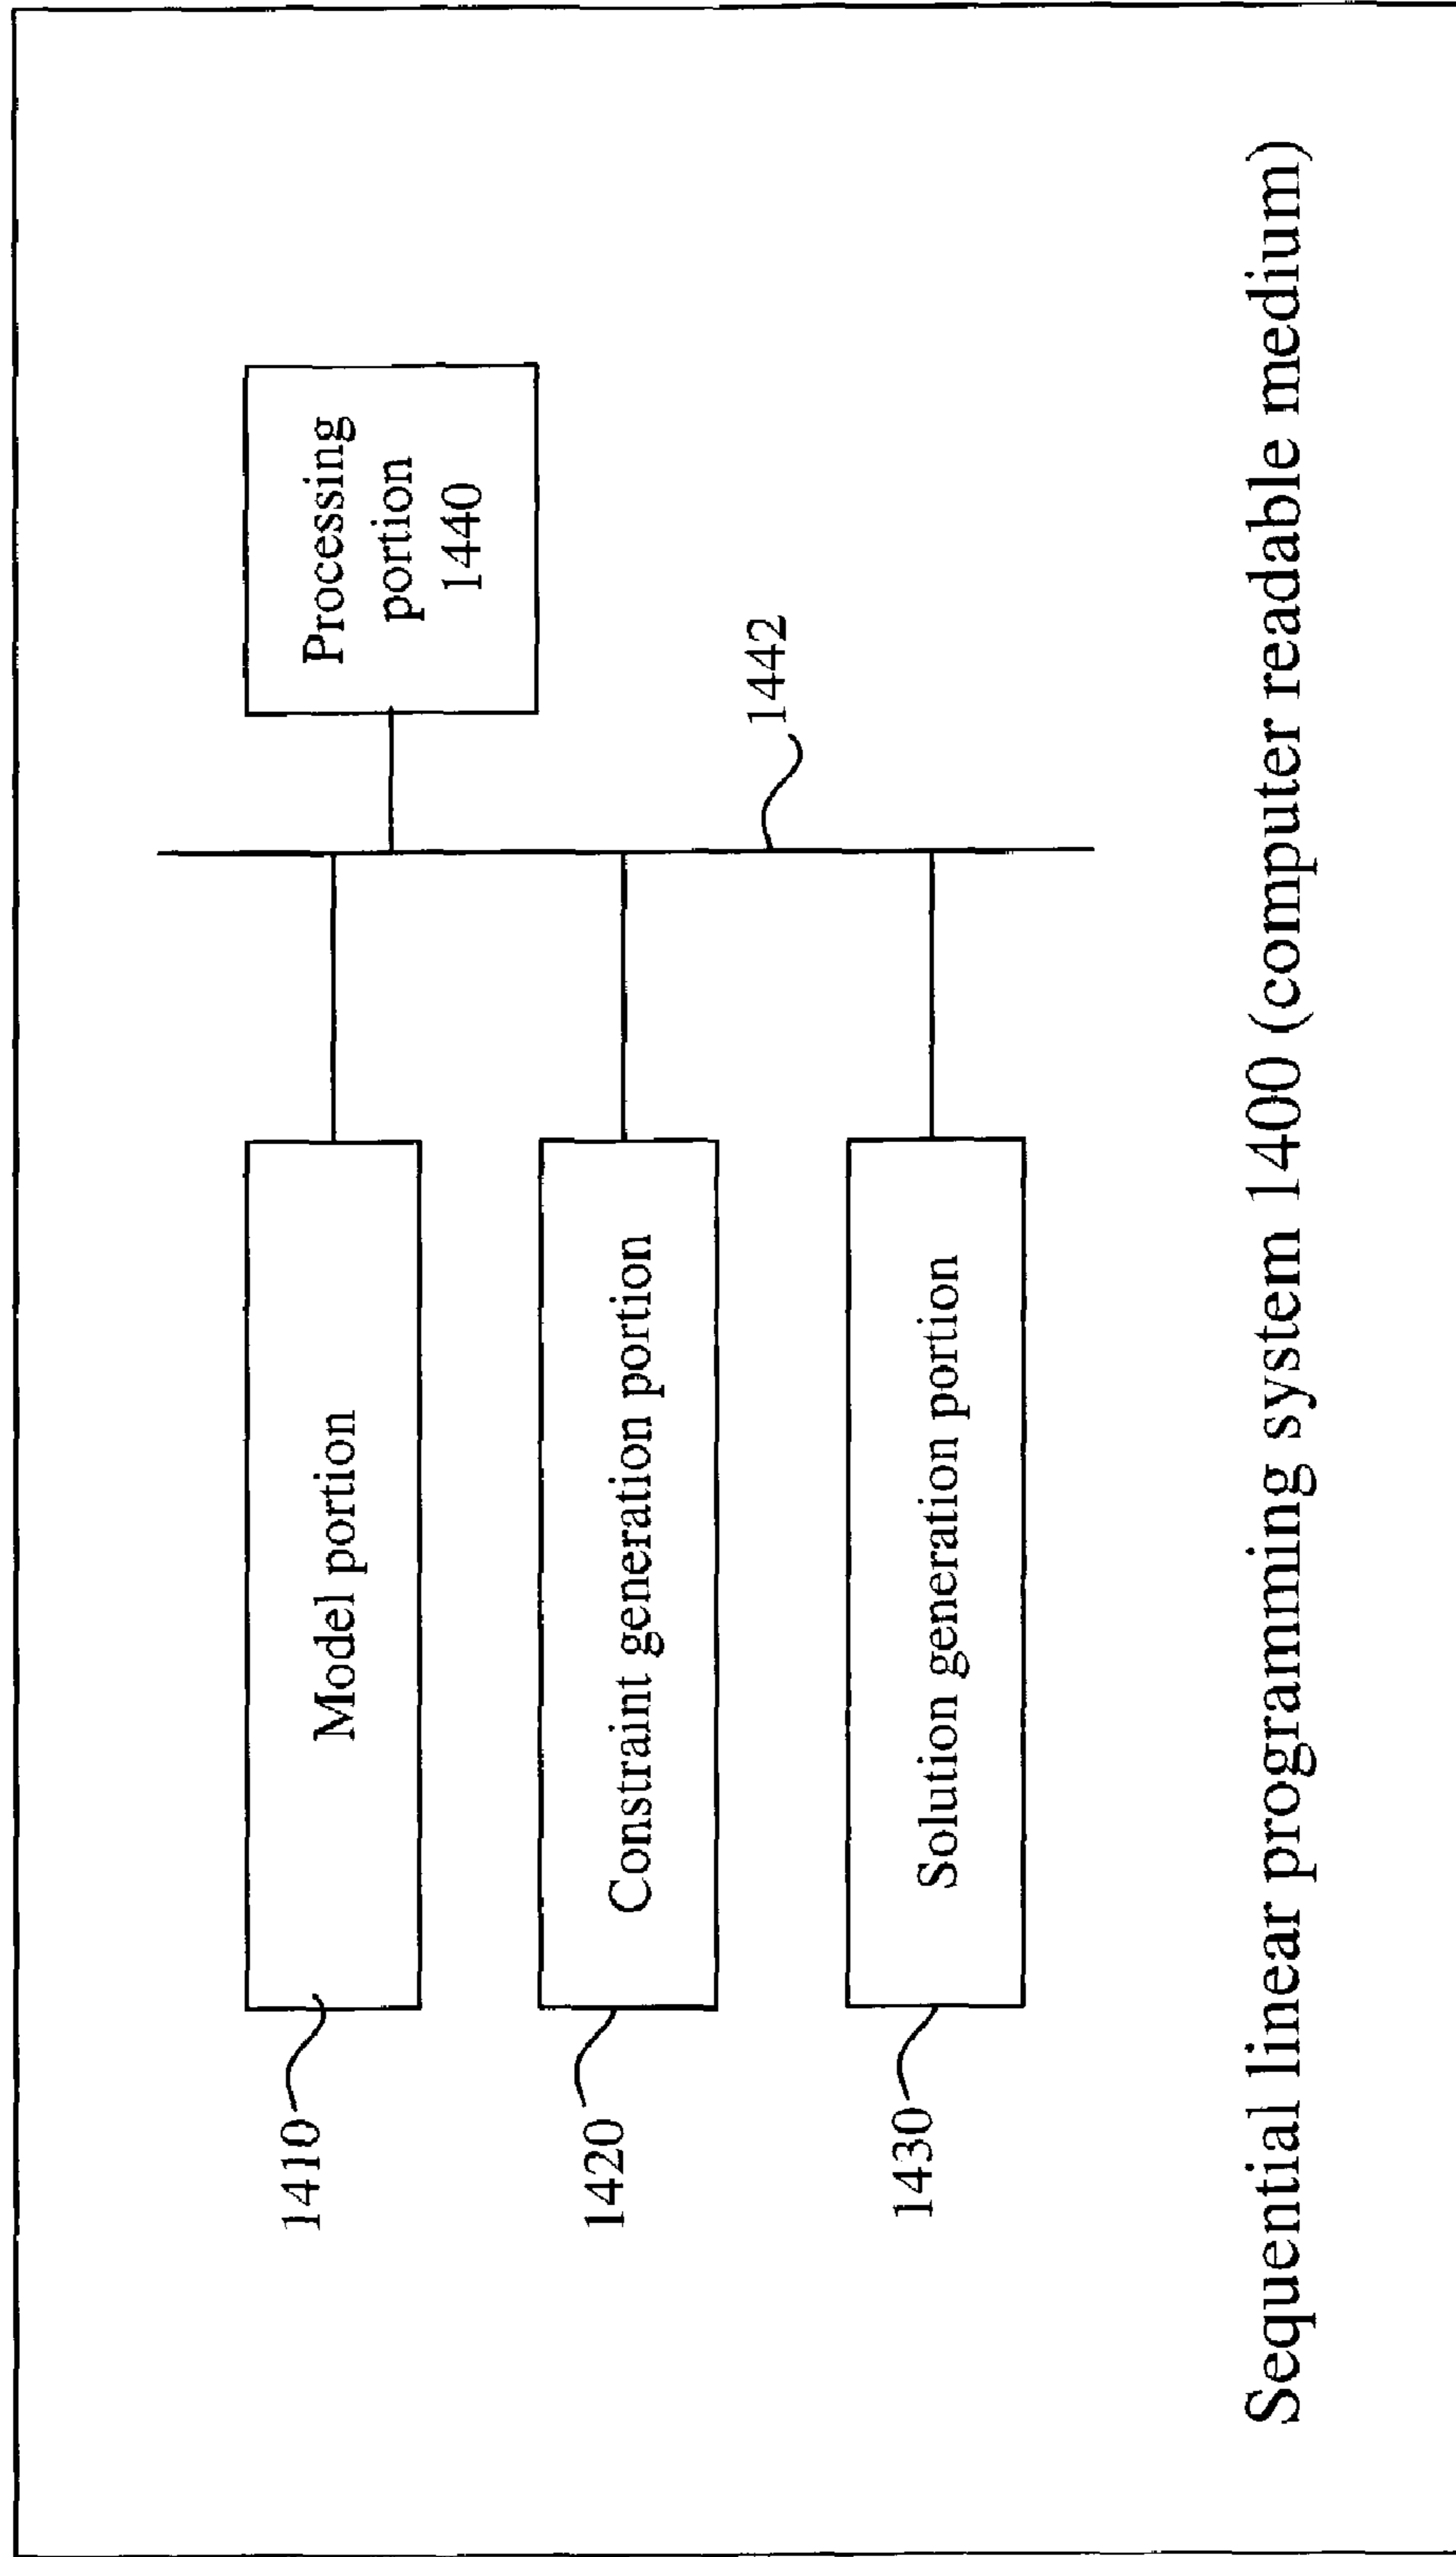 1410
Model portion
Processing
portion
1440
1420
Constraint generation portion
1442
1430
Solution generation portion
Sequential linear programming system 1400 (computer readable medium)